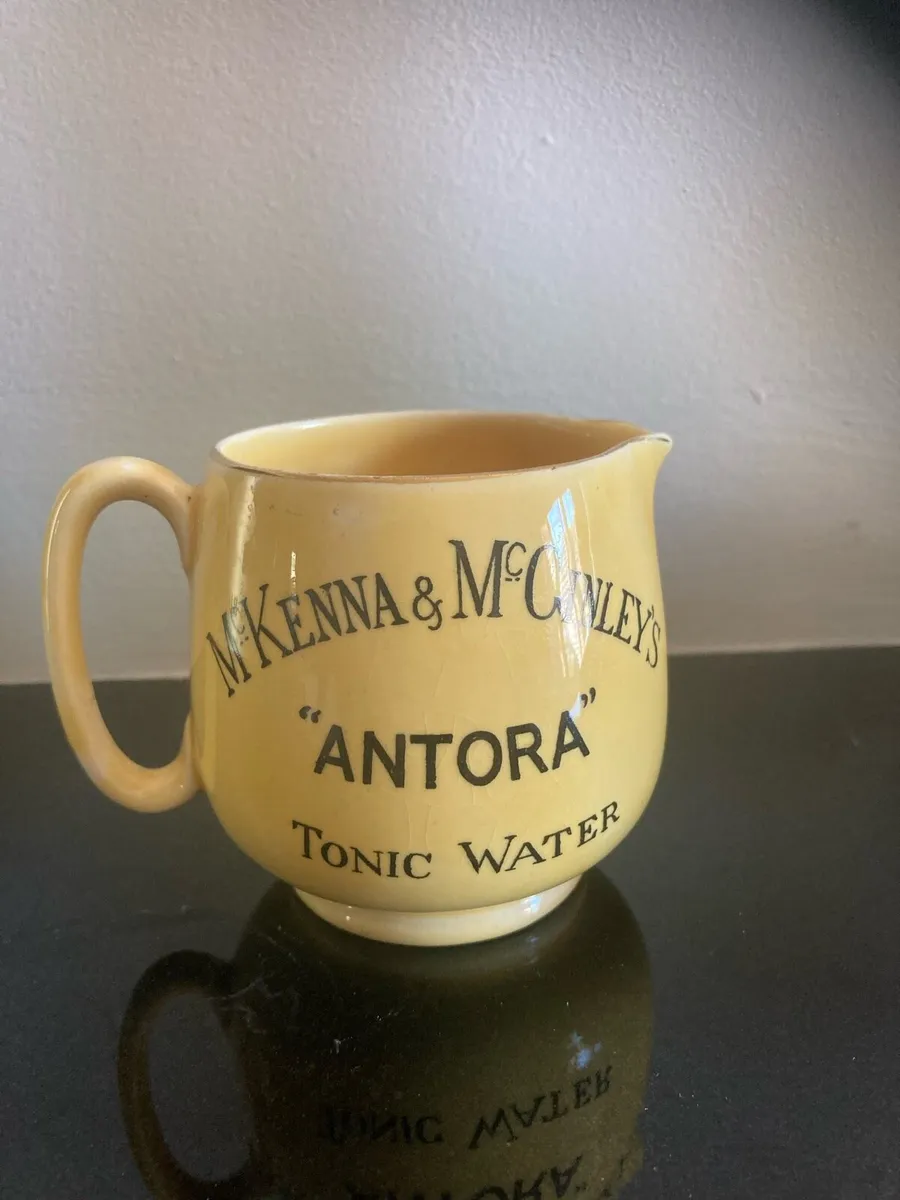 McKENNA & McGINLEY'S
"ANTORA"
TONIC WATER